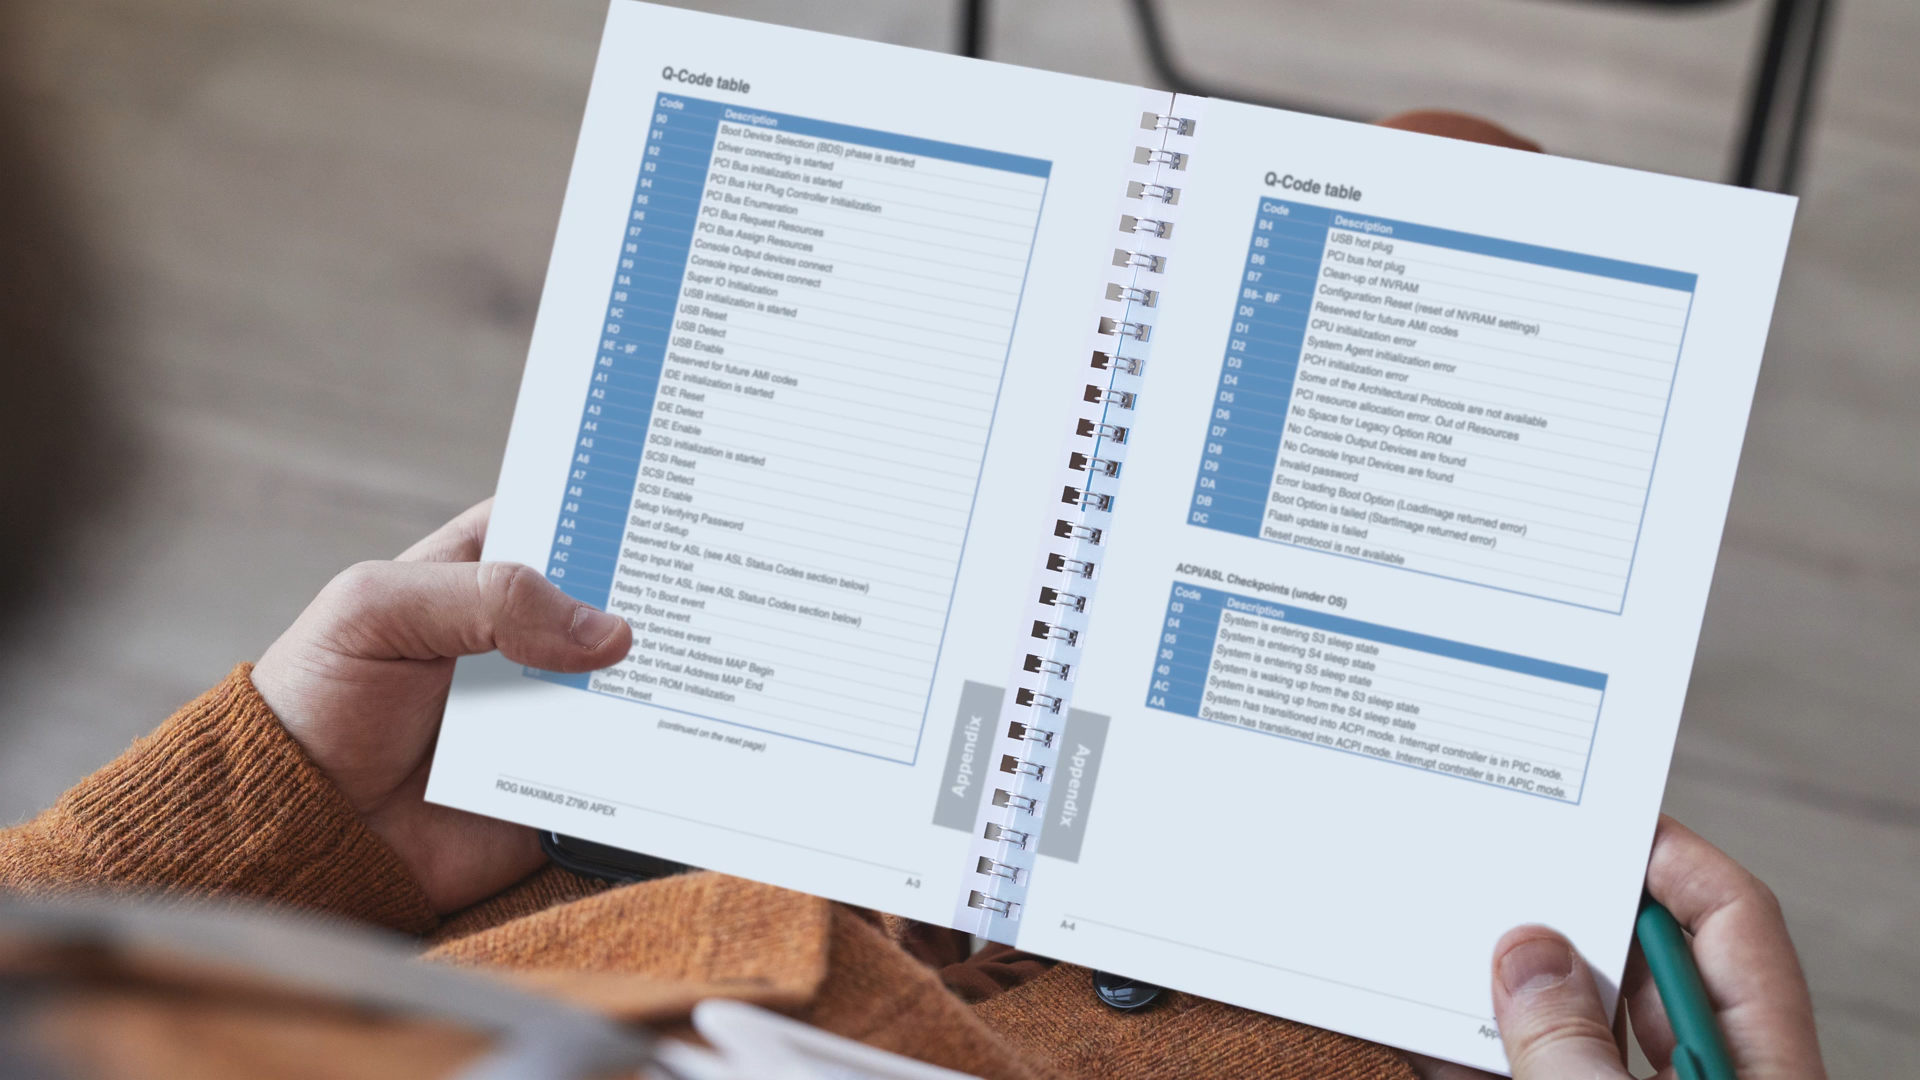 Q-Code table
Code Description
90 Boot Device Selection (BDS) phase is started
91 Driver connecting is started
92 PCI Bus initialization is started
93 PCI Bus Hot Plug Controller Initialization
94 PCI Bus Enumeration
95 PCI Bus Request Resources
96 PCI Bus Assign Resources
97 Console Output devices connect
98 Console input devices connect
99 Super IO Initialization
9A USB initialization is started
9B USB Reset
9C USB Detect
9D USB Enable
9E – 9F Reserved for future AMI codes
A0 IDE initialization is started
A1 IDE Reset
A2 IDE Detect
A3 IDE Enable
A4 SCSI initialization is started
A5 SCSI Reset
A6 SCSI Detect
A7 SCSI Enable
A8 Setup Verifying Password
A9 Start of Setup
AA Reserved for ASL (see ASL Status Codes section below)
AB Setup Input Wait
AC Reserved for ASL (see ASL Status Codes section below)
AD Ready To Boot event
Legacy Boot event
Boot Services event
Set Virtual Address MAP Begin
Set Virtual Address MAP End
Option ROM Initialization
System Reset
(continued on the next page)
Appendix
ROG MAXIMUS Z790 APEX
A-3
Q-Code table
Code Description
B4 USB hot plug
B5 PCI bus hot plug
B6 Clean-up of NVRAM
B7 Configuration Reset (reset of NVRAM settings)
B8– BF Reserved for future AMI codes
D0 CPU initialization error
D1 System Agent initialization error
D2 PCH initialization error
D3 Some of the Architectural Protocols are not available
D4 PCI resource allocation error. Out of Resources
D5 No Space for Legacy Option ROM
D6 No Console Output Devices are found
D7 No Console Input Devices are found
D8 Invalid password
D9 Error loading Boot Option (LoadImage returned error)
DA Boot Option is failed (StartImage returned error)
DB Flash update is failed
DC Reset protocol is not available
ACPI/ASL Checkpoints (under OS)
Code Description
03 System is entering S3 sleep state
04 System is entering S4 sleep state
05 System is entering S5 sleep state
30 System is waking up from the S3 sleep state
40 System is waking up from the S4 sleep state
AC System has transitioned into ACPI mode. Interrupt controller is in PIC mode.
AA System has transitioned into ACPI mode. Interrupt controller is in APIC mode.
Appendix
A-4